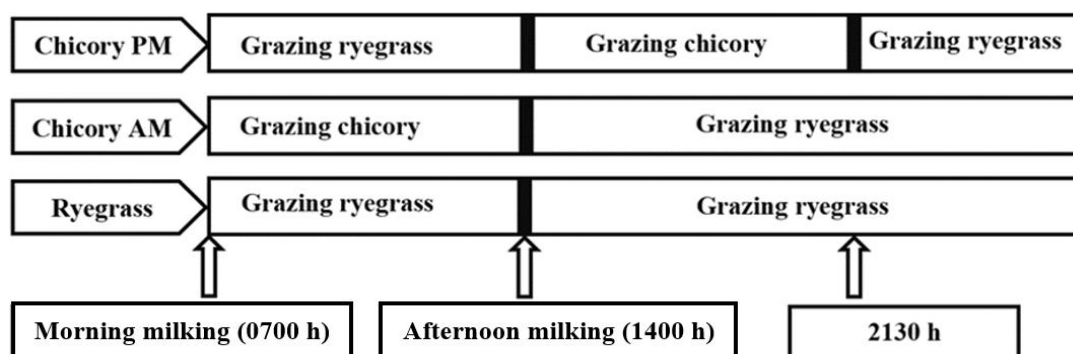 Chicory PM
Grazing ryegrass
Grazing chicory
Grazing ryegrass
Chicory AM
Grazing chicory
Grazing ryegrass
Ryegrass
Grazing ryegrass
Grazing ryegrass
Morning milking (0700 h)
Afternoon milking (1400 h)
2130 h